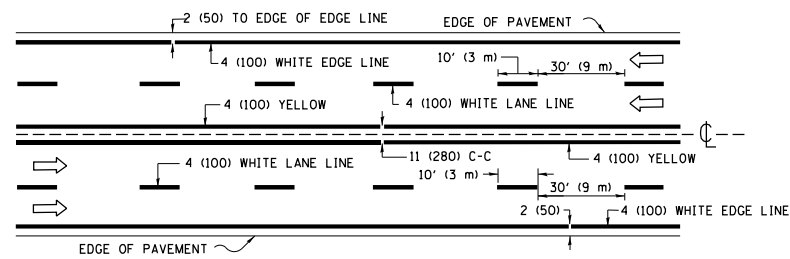 2 (50) TO EDGE OF EDGE LINE
EDGE OF PAVEMENT
4 (100) WHITE EDGE LINE
10' (3 m)
30' (9 m)
4 (100) YELLOW
4 (100) WHITE LANE LINE
℄
4 (100) WHITE LANE LINE
11 (280) C-C
4 (100) YELLOW
10' (3 m)
30' (9 m)
2 (50)
4 (100) WHITE EDGE LINE
EDGE OF PAVEMENT